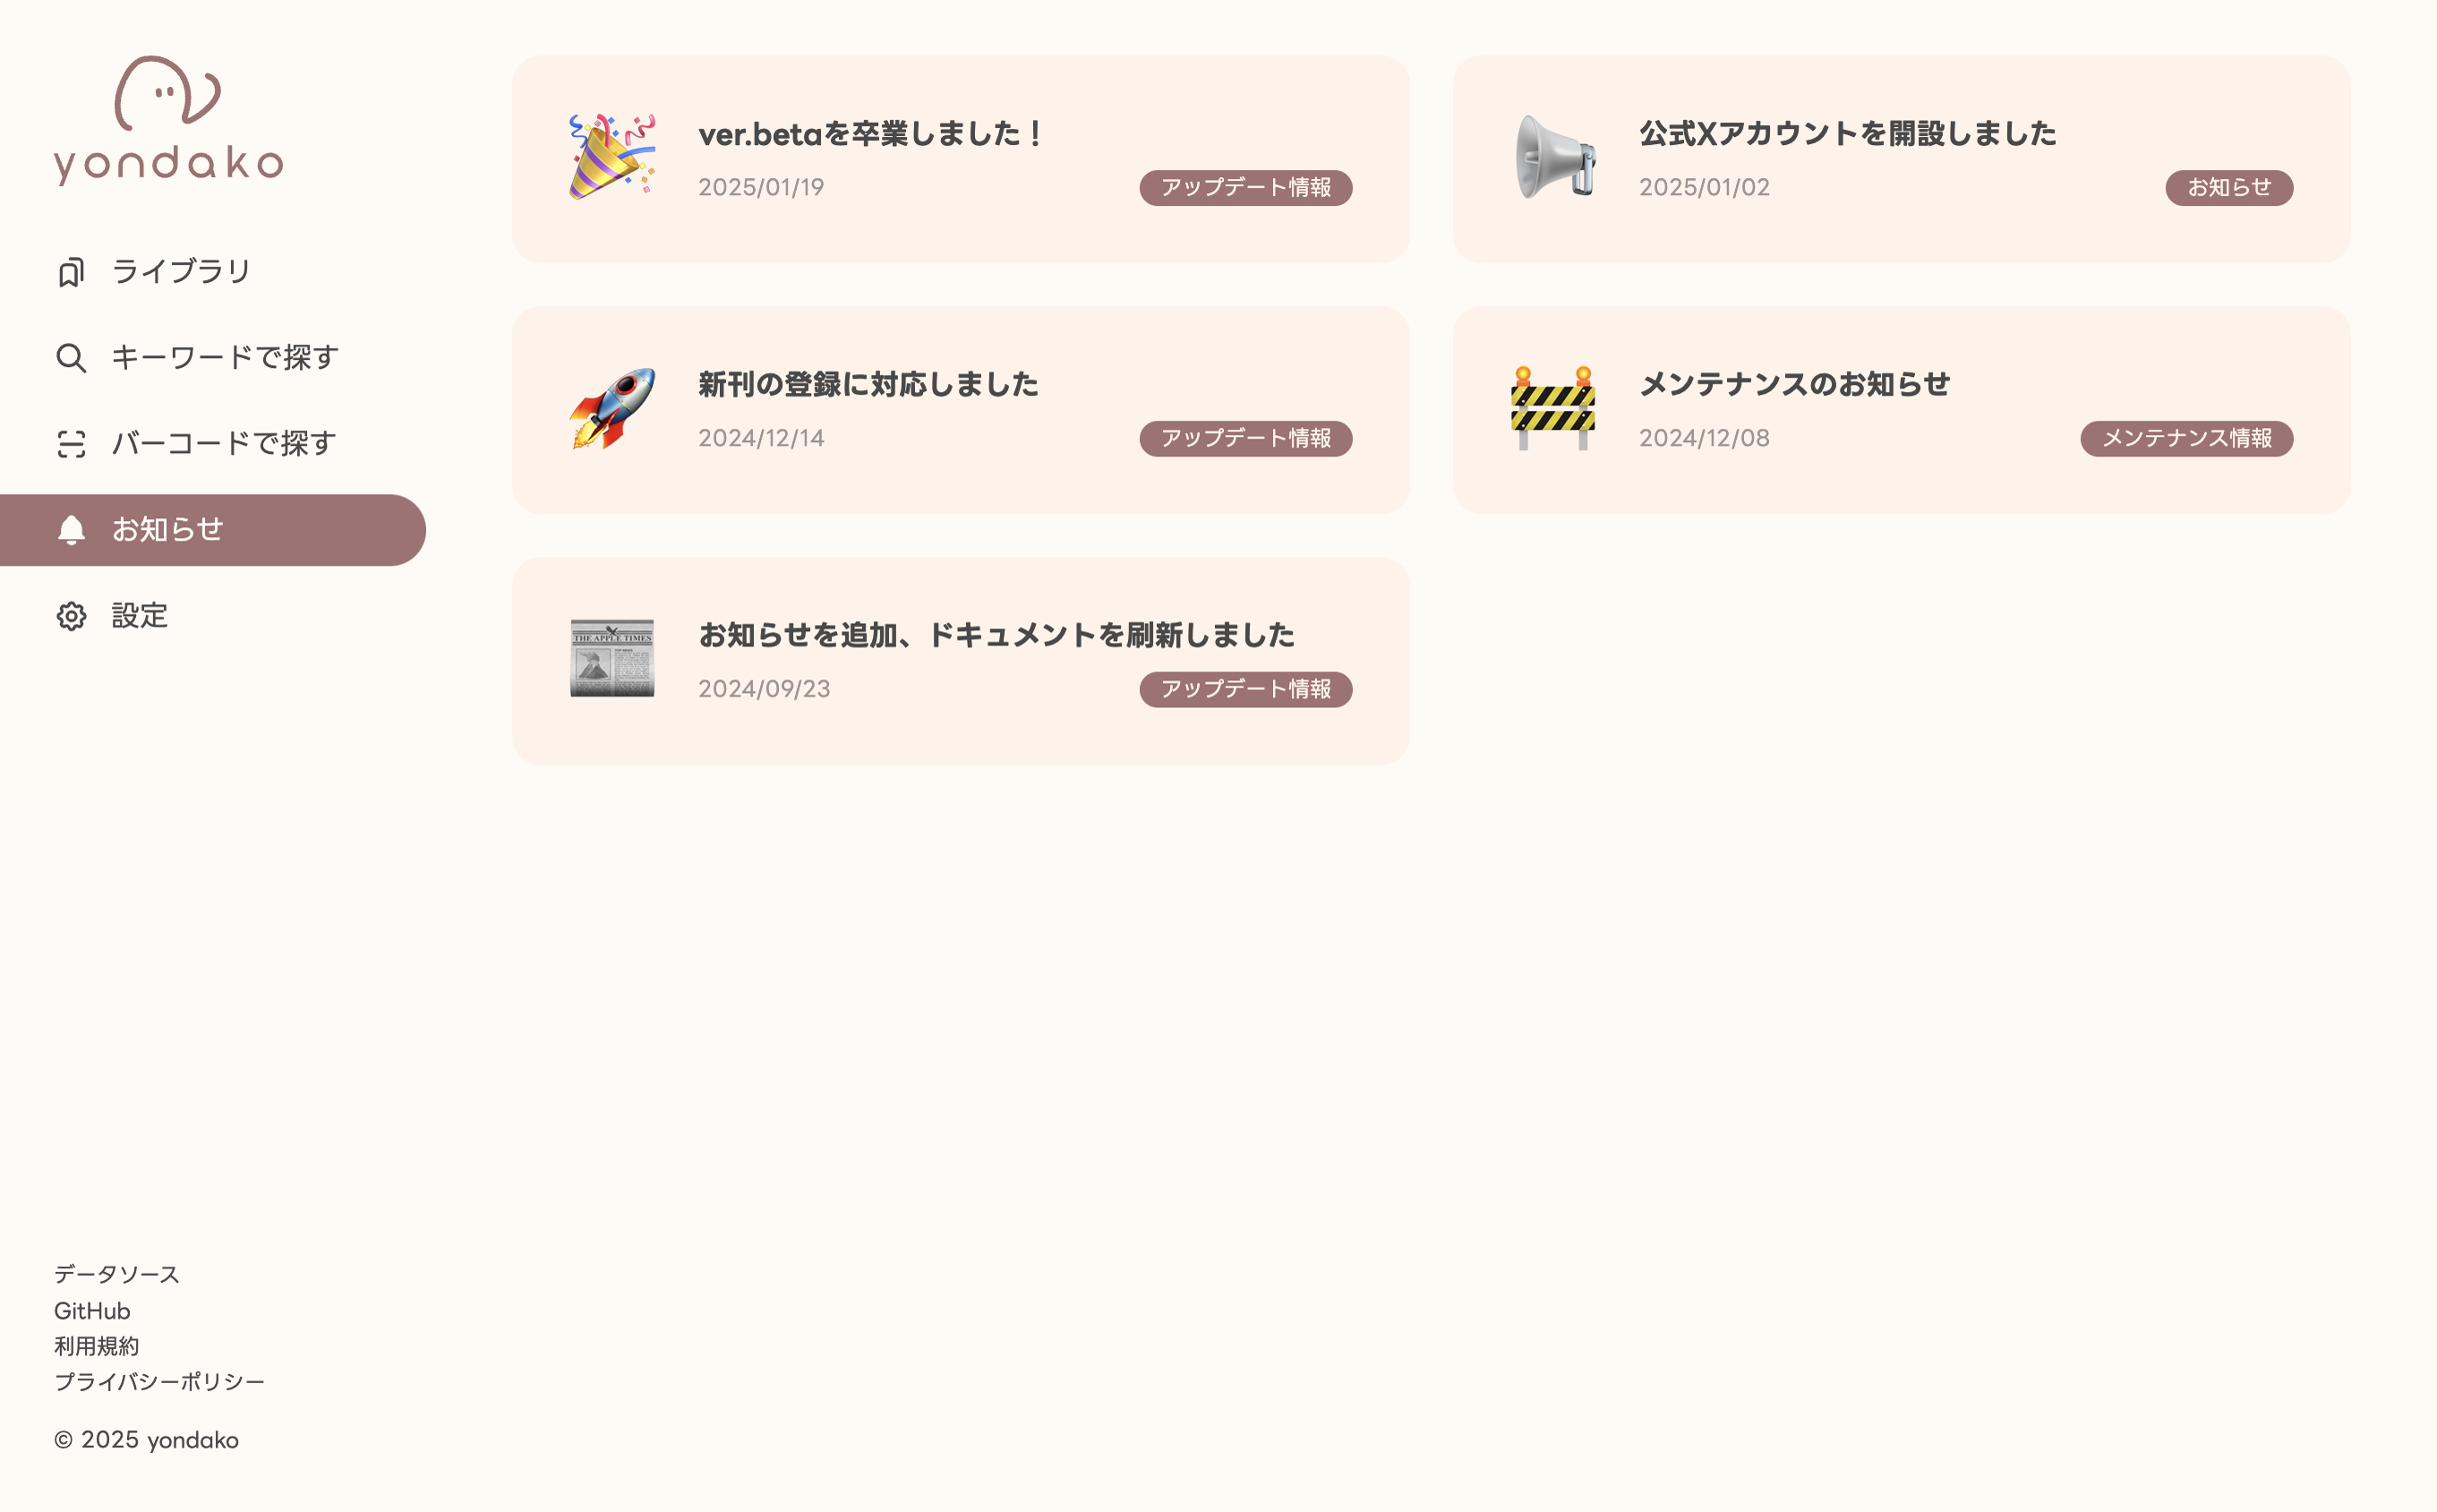 yondako
ライブラリ
キーワードで探す
バーコードで探す
お知らせ
設定
ver.betaを卒業しました！
2025/01/19
アップデート情報
公式Xアカウントを開設しました
2025/01/02
お知らせ
新刊の登録に対応しました
2024/12/14
アップデート情報
メンテナンスのお知らせ
2024/12/08
メンテナンス情報
THE APPLE TIMES
お知らせを追加、ドキュメントを刷新しました
2024/09/23
アップデート情報
データソース
GitHub
利用規約
プライバシーポリシー
© 2025 yondako